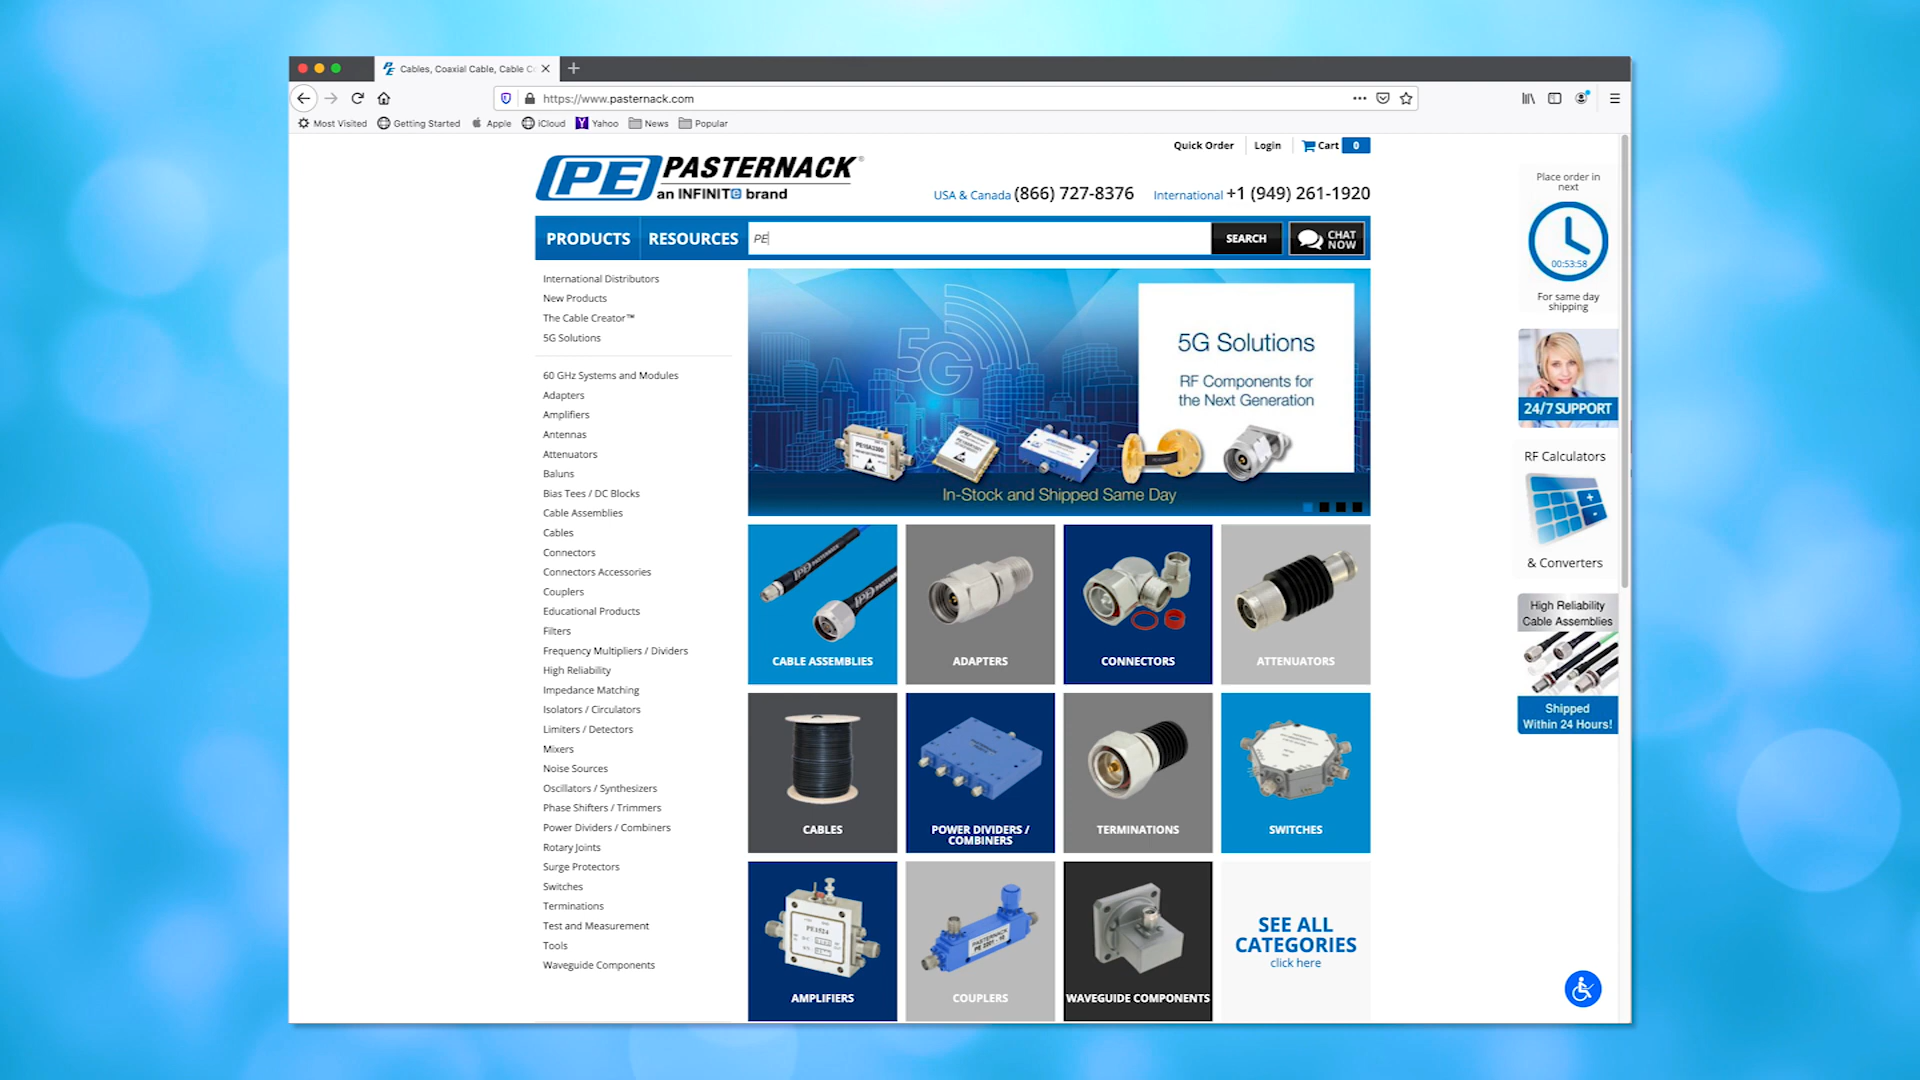 Cables, Coaxial Cable, Cable C
https://www.pasternack.com
Most Visited
Getting Started
Apple
iCloud
Yahoo
News
Popular
Quick Order
Login
Cart 0
PE PASTERNACK®
an INFINITe brand
USA & Canada (866) 727-8376
International +1 (949) 261-1920
PRODUCTS
RESOURCES
PE
SEARCH
CHAT
NOW
International Distributors
New Products
The Cable Creator™
5G Solutions
60 GHz Systems and Modules
Adapters
Amplifiers
Antennas
Attenuators
Baluns
Bias Tees / DC Blocks
Cable Assemblies
Cables
Connectors
Connectors Accessories
Couplers
Educational Products
Filters
Frequency Multipliers / Dividers
High Reliability
Impedance Matching
Isolators / Circulators
Limiters / Detectors
Mixers
Noise Sources
Oscillators / Synthesizers
Phase Shifters / Trimmers
Power Dividers / Combiners
Rotary Joints
Surge Protectors
Switches
Terminations
Test and Measurement
Tools
Waveguide Components
5G
5G Solutions
RF Components for
the Next Generation
In-Stock and Shipped Same Day
CABLE ASSEMBLIES
ADAPTERS
CONNECTORS
ATTENUATORS
CABLES
POWER DIVIDERS /
COMBINERS
TERMINATIONS
SWITCHES
PE1524
AMPLIFIERS
PASTERNACK
PE 2201 - 10
COUPLERS
WAVEGUIDE COMPONENTS
SEE ALL
CATEGORIES
click here
Place order in
next
00:53:58
For same day
shipping
24/7 SUPPORT
RF Calculators
& Converters
High Reliability
Cable Assemblies
Shipped
Within 24 Hours!